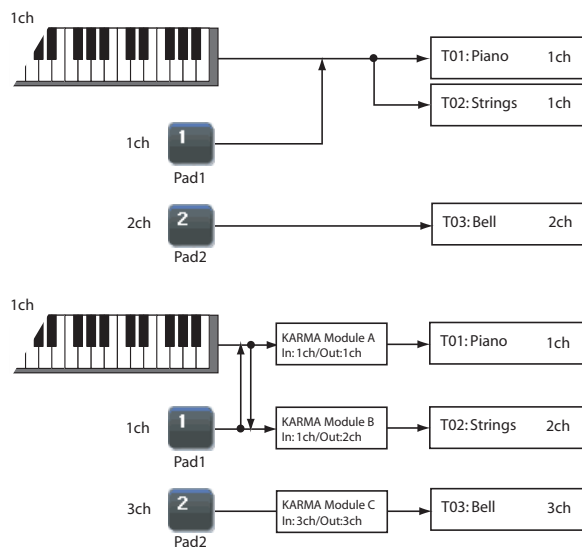 1ch
T01:Piano 1ch
T02:Strings 1ch
1ch 1
Pad1
2ch 2
T03:Bell 2ch
Pad2
1ch
KARMA Module A
In: 1ch/Out:1ch
T01:Piano 1ch
1ch 1
KARMA Module B
In: 1ch/Out:2ch
T02:Strings 2ch
Pad1
3ch 2
KARMA Module C
In: 3ch/Out:3ch
T03:Bell 3ch
Pad2